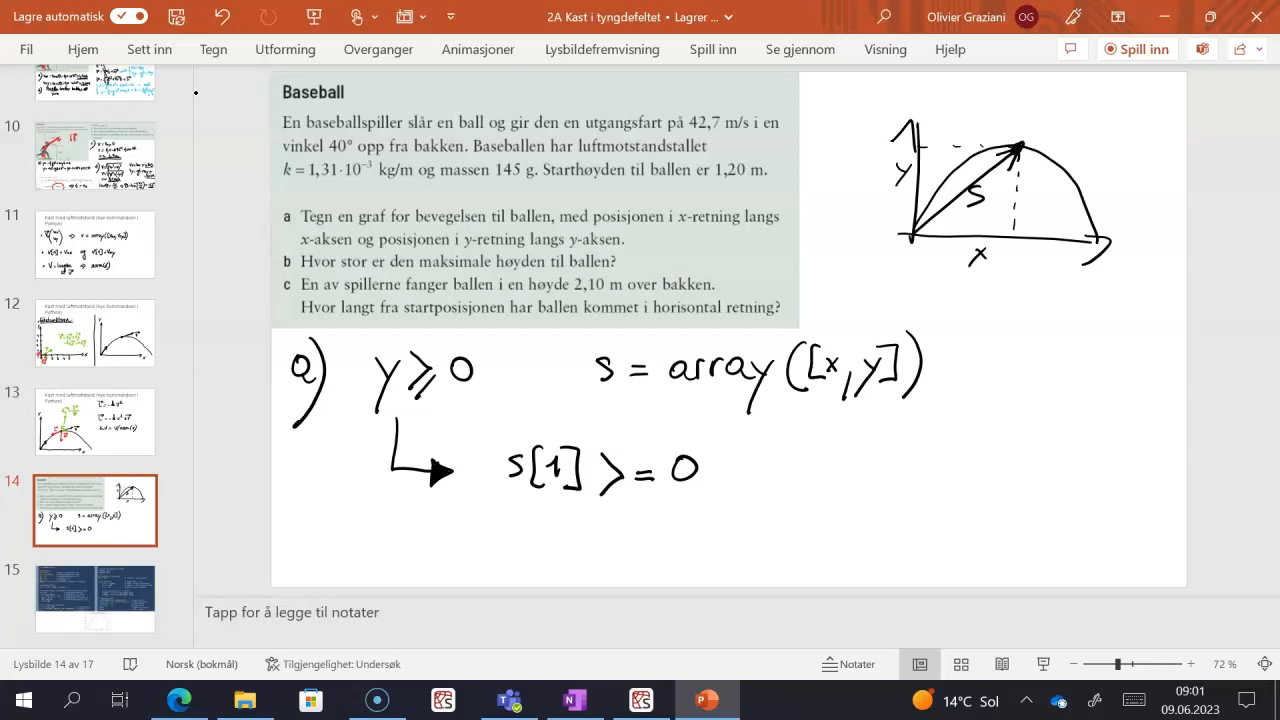 Lagre automatisk
2A Kast i tyngdefeltet • Lagrer ...
Olivier Graziani
OG
Fil
Hjem
Sett inn
Tegn
Utforming
Overganger
Animasjoner
Lysbildefremvisning
Spill inn
Se gjennom
Visning
Hjelp
Spill inn
10
11
12
13
14
15
Baseball
En baseballspiller slår en ball og gir den en utgangsfart på 42,7 m/s i en
vinkel 40° opp fra bakken. Baseballen har luftmotstandstallet
k = 1,31·10⁻³ kg/m og massen 145 g. Starthøyden til ballen er 1,20 m.
a Tegn en graf for bevegelsen til ballen, med posisjonen i x-retning langs
x-aksen og posisjonen i y-retning langs y-aksen.
b Hvor stor er den maksimale høyden til ballen?
c En av spillerne fanger ballen i en høyde 2,10 m over bakken.
Hvor langt fra startposisjonen har ballen kommet i horisontal retning?
y
s
x
a) y ⩾ 0 s = array([x,y])
s[1] >= 0
Tapp for å legge til notater
Lysbilde 14 av 17
Norsk (bokmål)
Tilgjengelighet: Undersøk
Notater
72 %
14°C Sol
09:01
09.06.2023